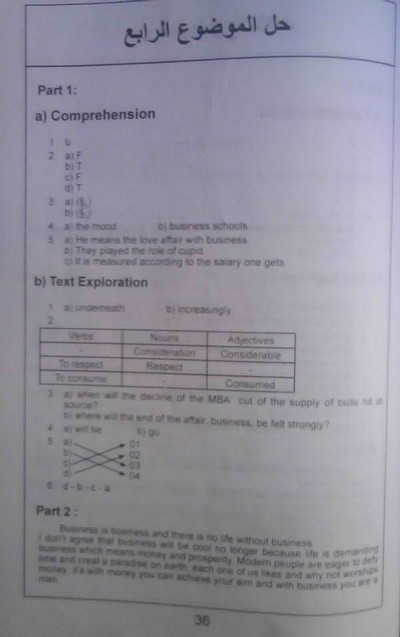 حل الموضوع الرابع
Part 1:
a) Comprehension
1 b
2. a) F
b) T
c) F
d) T
3. a) (§
b) (§
4. a) the mood b) business schools
5. a) He means the love affair with business
b) They played the role of cupid
c) It is measured according to the salary one gets
b) Text Exploration
1. a) underneath b) increasingly
2.
Verbs Nouns Adjectives
- Consideration Considerable
To respect Respect -
To consume - Consumed
3 a) when will the decline of the MBA cut of the supply of bulls hit at
source?
b) where will the end of the affair business, be felt strongly?
4 a) will be b) go
5 a) 01
b) 02
c) 03
d) 04
6. d - b - c - a
Part 2 :
Business is business and there is no life without business.
I don't agree that business will be cool no longer because life is demanding
business which means money and prosperity. Modern people are eager to defy
time and creat a paradise on earth, each one of us likes and why not worships
money, it's with money you can achieve your aim and with business you are a
man.
36